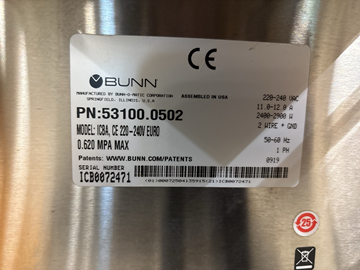 CE
BUNN®
MANUFACTURED BY BUNN-O-MATIC CORPORATION
SPRINGFIELD, ILLINOIS, U.S.A
ASSEMBLED IN USA
PN:53100.0502
MODEL: ICBA, CE 220-240V EURO
0.620 MPA MAX
Patents: WWW.BUNN.COM/PATENTS
SERIAL NUMBER
ICB0072471
220-240 VAC
11.0-12.0 A
2400-2900 W
2 WIRE + GND
50-60 Hz
1 PH
0919
25